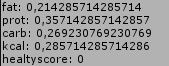 fat: 0,214285714285714
prot: 0,357142857142857
carb: 0,269230769230769
kcal: 0,285714285714286
healtyscore: 0